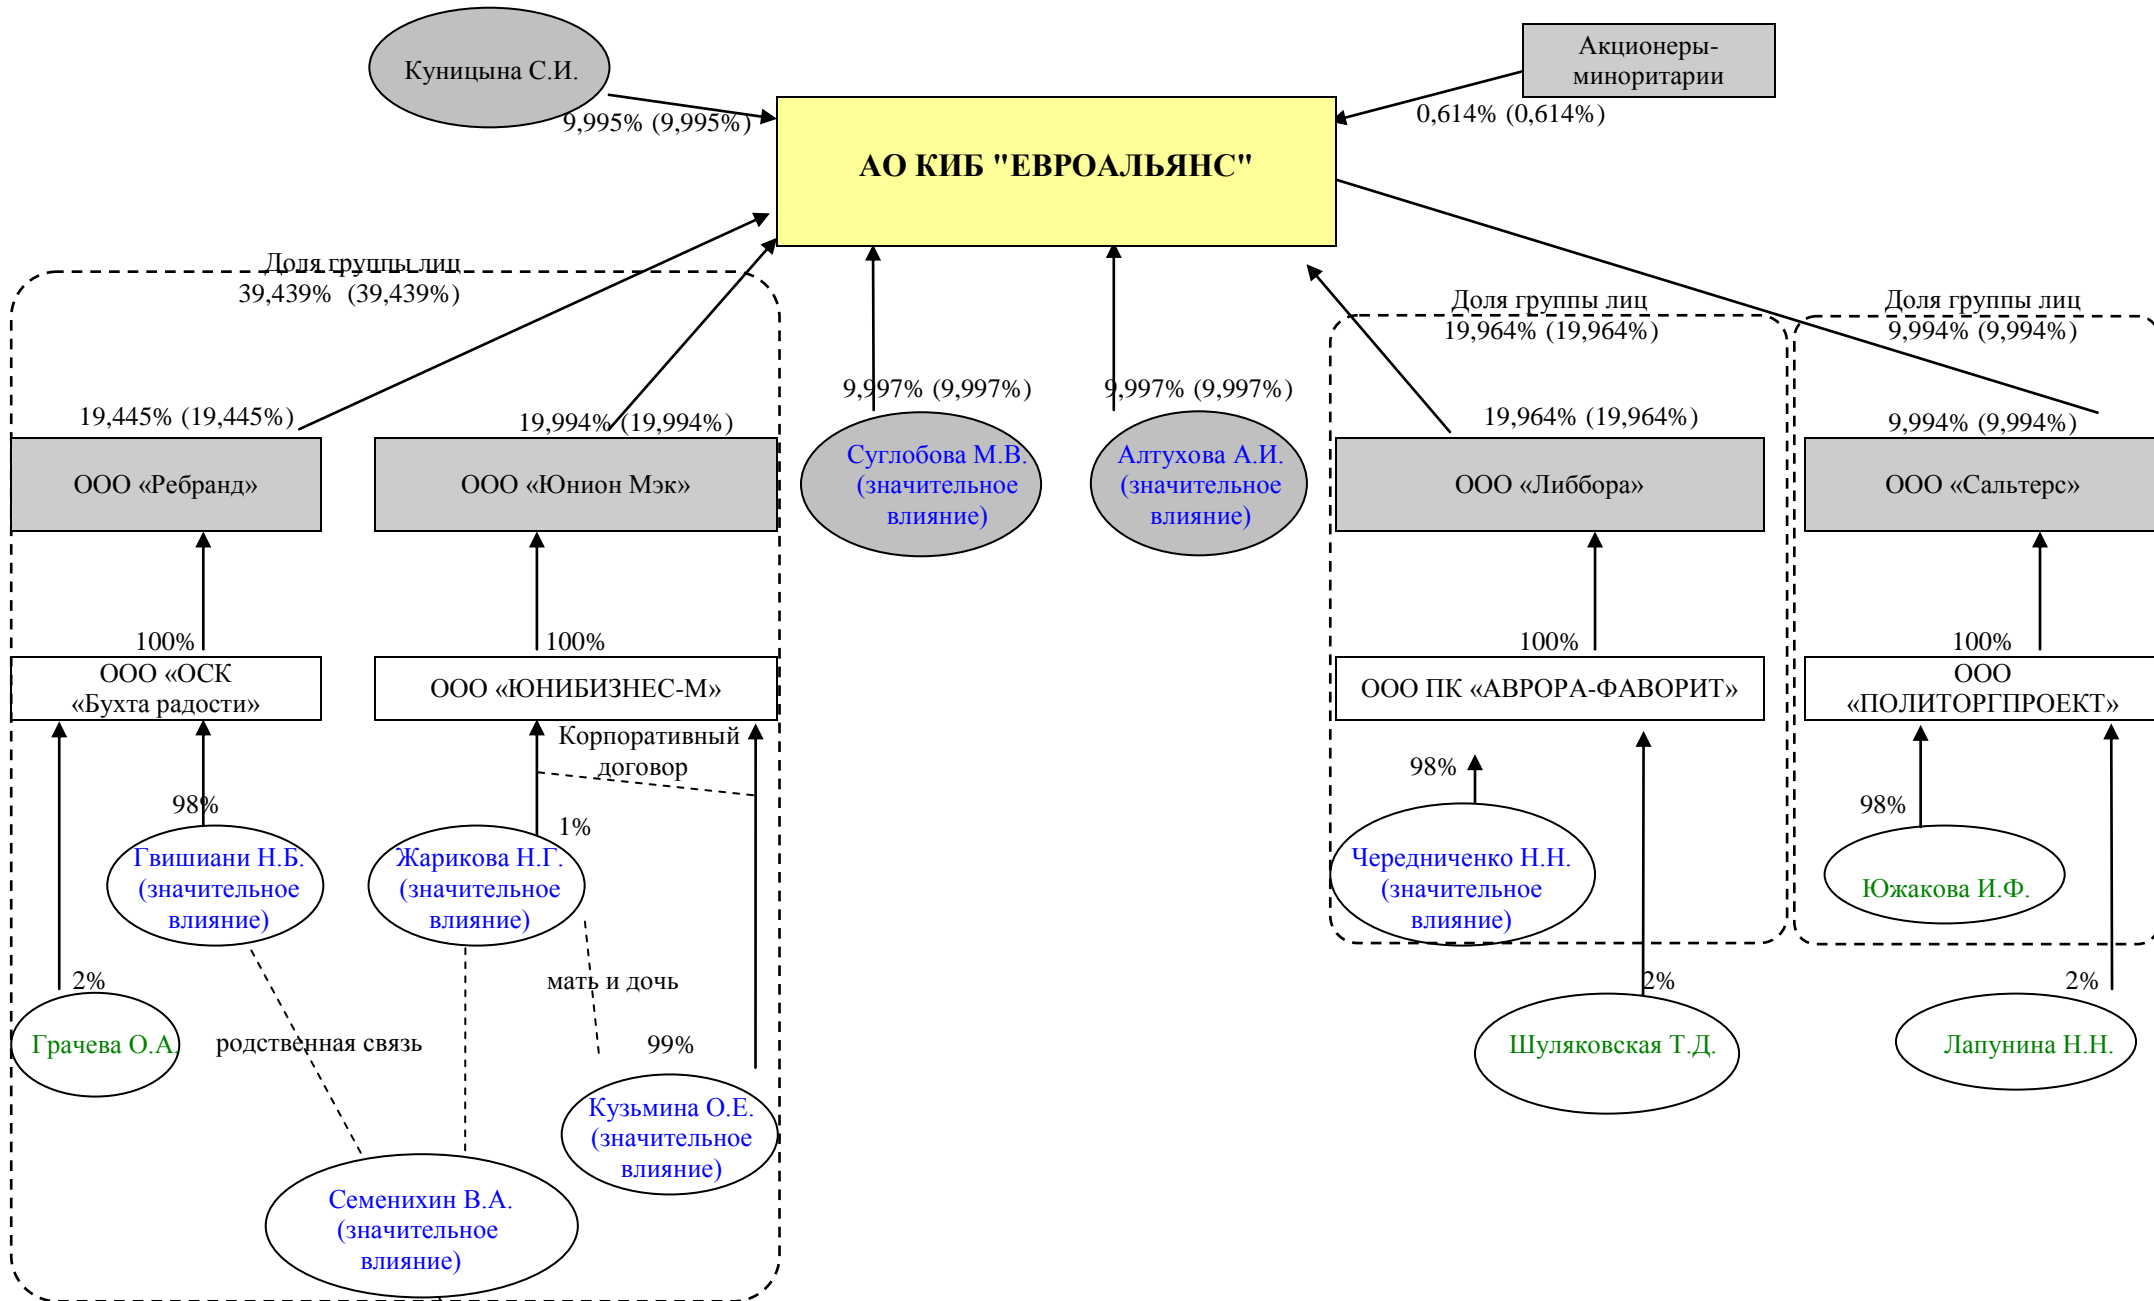 Куницына С.И.
Акционеры-
миноритарии
9,995% (9,995%)
0,614% (0,614%)
АО КИБ "ЕВРОАЛЬЯНС"
Доля группы лиц
39,439%  (39,439%)
Доля группы лиц
19,964% (19,964%)
Доля группы лиц
9,994% (9,994%)
19,445% (19,445%)
19,994% (19,994%)
9,997% (9,997%)
9,997% (9,997%)
19,964% (19,964%)
9,994% (9,994%)
ООО «Ребранд»
ООО «Юнион Мэк»
Суглобова М.В.
(значительное
влияние)
Алтухова А.И.
(значительное
влияние)
ООО «Либбора»
ООО «Сальтерс»
100%
100%
100%
100%
ООО «ОСК
«Бухта радости»
ООО «ЮНИБИЗНЕС-М»
ООО ПК «АВРОРА-ФАВОРИТ»
ООО
«ПОЛИТОРГПРОЕКТ»
Корпоративный
договор
98%
1%
98%
98%
Гвишиани Н.Б.
(значительное
влияние)
Жарикова Н.Г.
(значительное
влияние)
Чередниченко Н.Н.
(значительное
влияние)
Южакова И.Ф.
2%
мать и дочь
2%
2%
Грачева О.А.
родственная связь
99%
Шуляковская Т.Д.
Лапунина Н.Н.
Кузьмина О.Е.
(значительное
влияние)
Семенихин В.А.
(значительное
влияние)